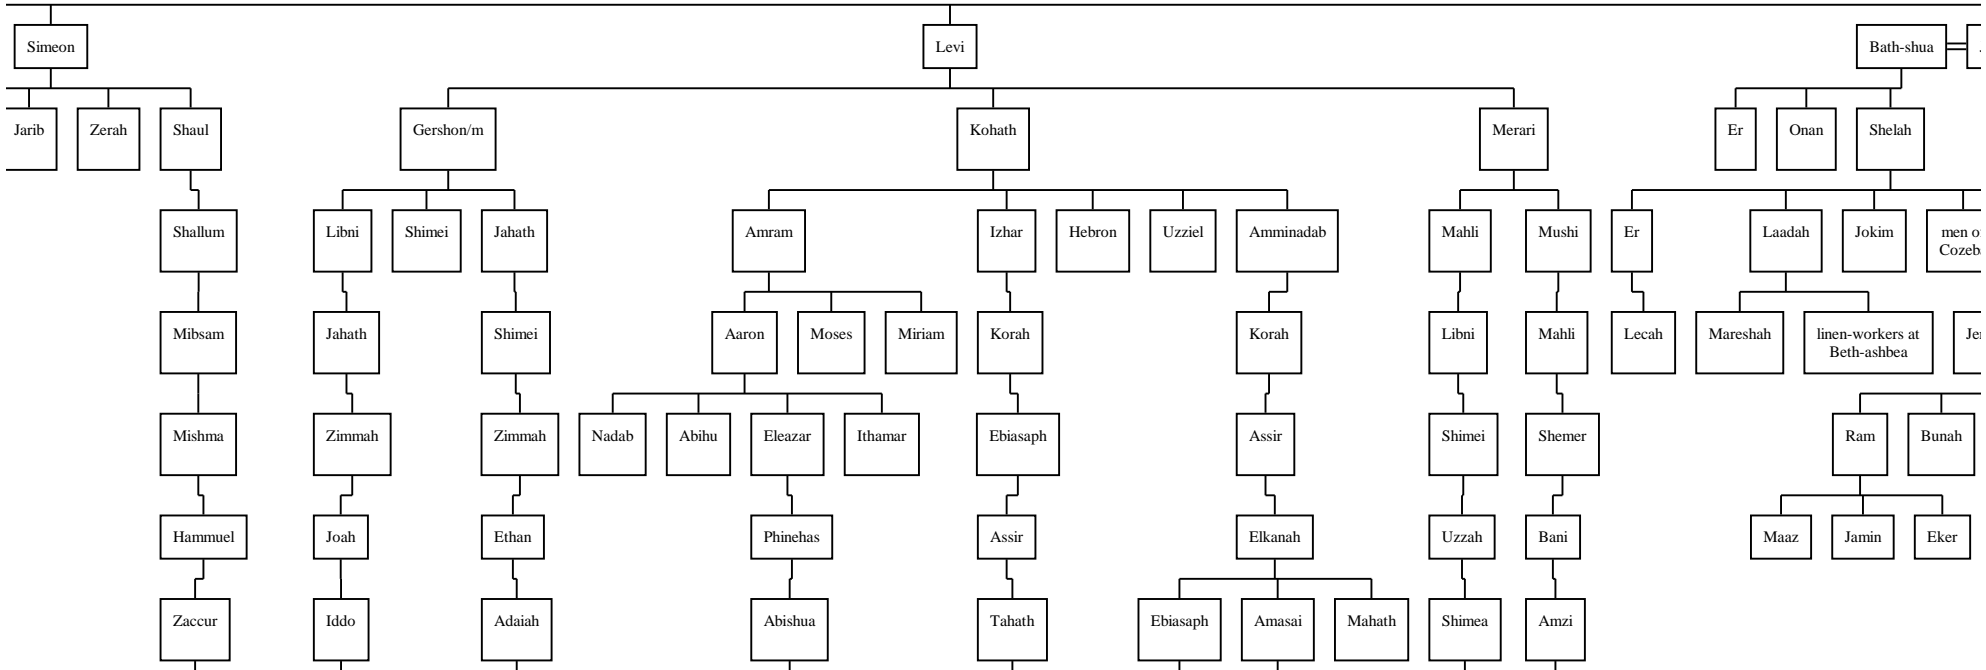 Simeon
Levi
Bath-shua
Jarib
Zerah
Shaul
Gershon/m
Kohath
Merari
Er
Onan
Shelah
Shallum
Libni
Shimei
Jahath
Amram
Izhar
Hebron
Uzziel
Amminadab
Mahli
Mushi
Er
Laadah
Jokim
men
Mibsam
Jahath
Shimei
Aaron
Moses
Miriam
Korah
Korah
Libni
Mahli
Lecah
Mareshah
linen-workers at
Beth-ashbea
Mishma
Zimmah
Zimmah
Nadab
Abihu
Eleazar
Ithamar
Ebiasaph
Assir
Shimei
Shemer
Ram
Bunah
Hammuel
Joah
Ethan
Phinehas
Assir
Elkanah
Uzzah
Bani
Maaz
Jamin
Eker
Zaccur
Iddo
Adaiah
Abishua
Tahath
Ebiasaph
Amasai
Mahath
Shimea
Amzi